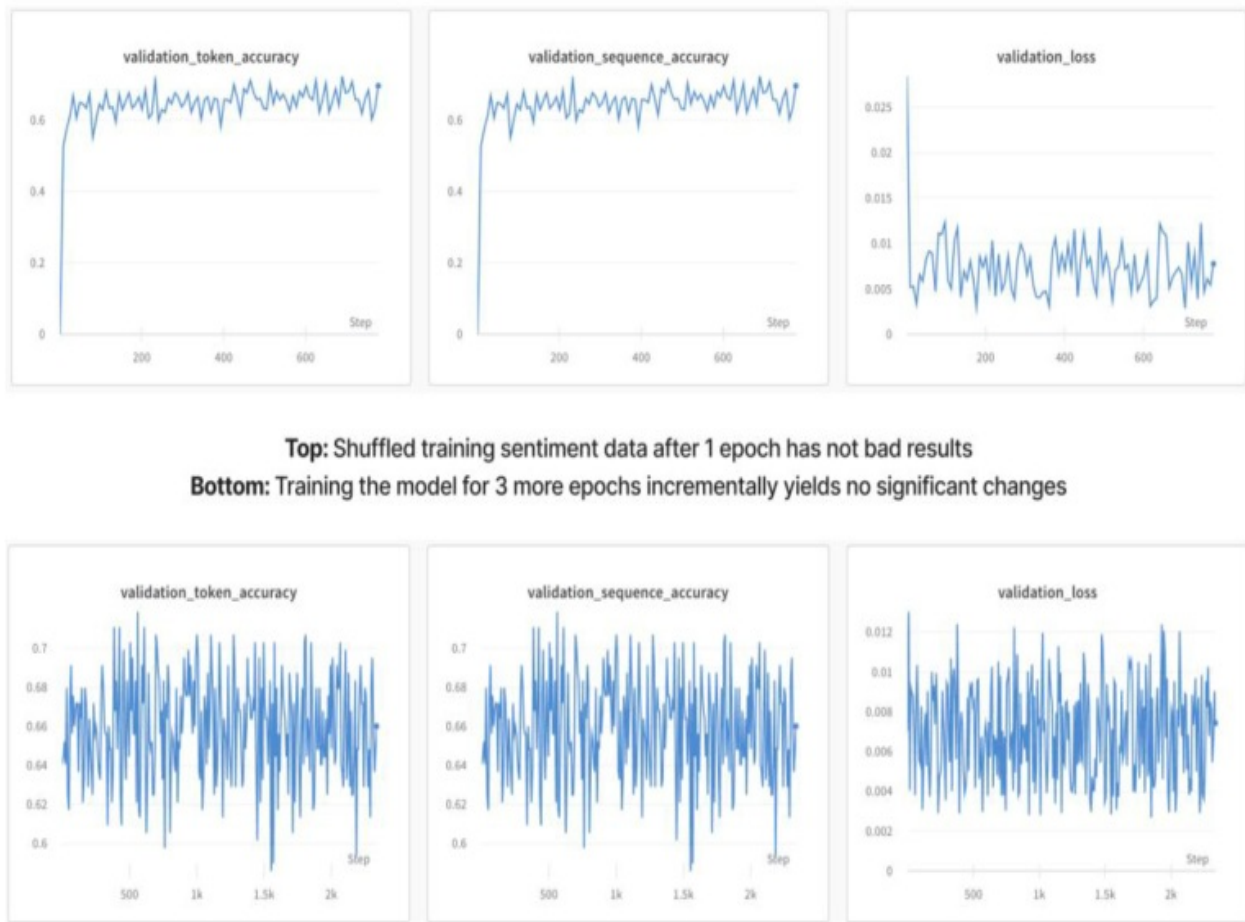 validation_token_accuracy
0.6
0.4
0.2
0
Step
200 400 600
validation_sequence_accuracy
0.6
0.4
0.2
0
Step
200 400 600
validation_loss
0.025
0.02
0.015
0.01
0.005
0
Step
200 400 600
Top: Shuffled training sentiment data after 1 epoch has not bad results
Bottom: Training the model for 3 more epochs incrementally yields no significant changes
validation_token_accuracy
0.7
0.68
0.66
0.64
0.62
0.6
Step
500 1k 1.5k 2k
validation_sequence_accuracy
0.7
0.68
0.66
0.64
0.62
0.6
Step
500 1k 1.5k 2k
validation_loss
0.012
0.01
0.008
0.006
0.004
0.002
0
Step
500 1k 1.5k 2k